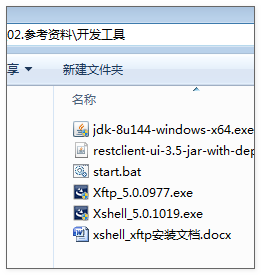 02.参考资料\开发工具
享
新建文件夹
名称
jdk-8u144-windows-x64.exe
restclient-ui-3.5-jar-with-dep
start.bat
Xftp_5.0.0977.exe
Xshell_5.0.1019.exe
xshell_xftp安装文档.docx